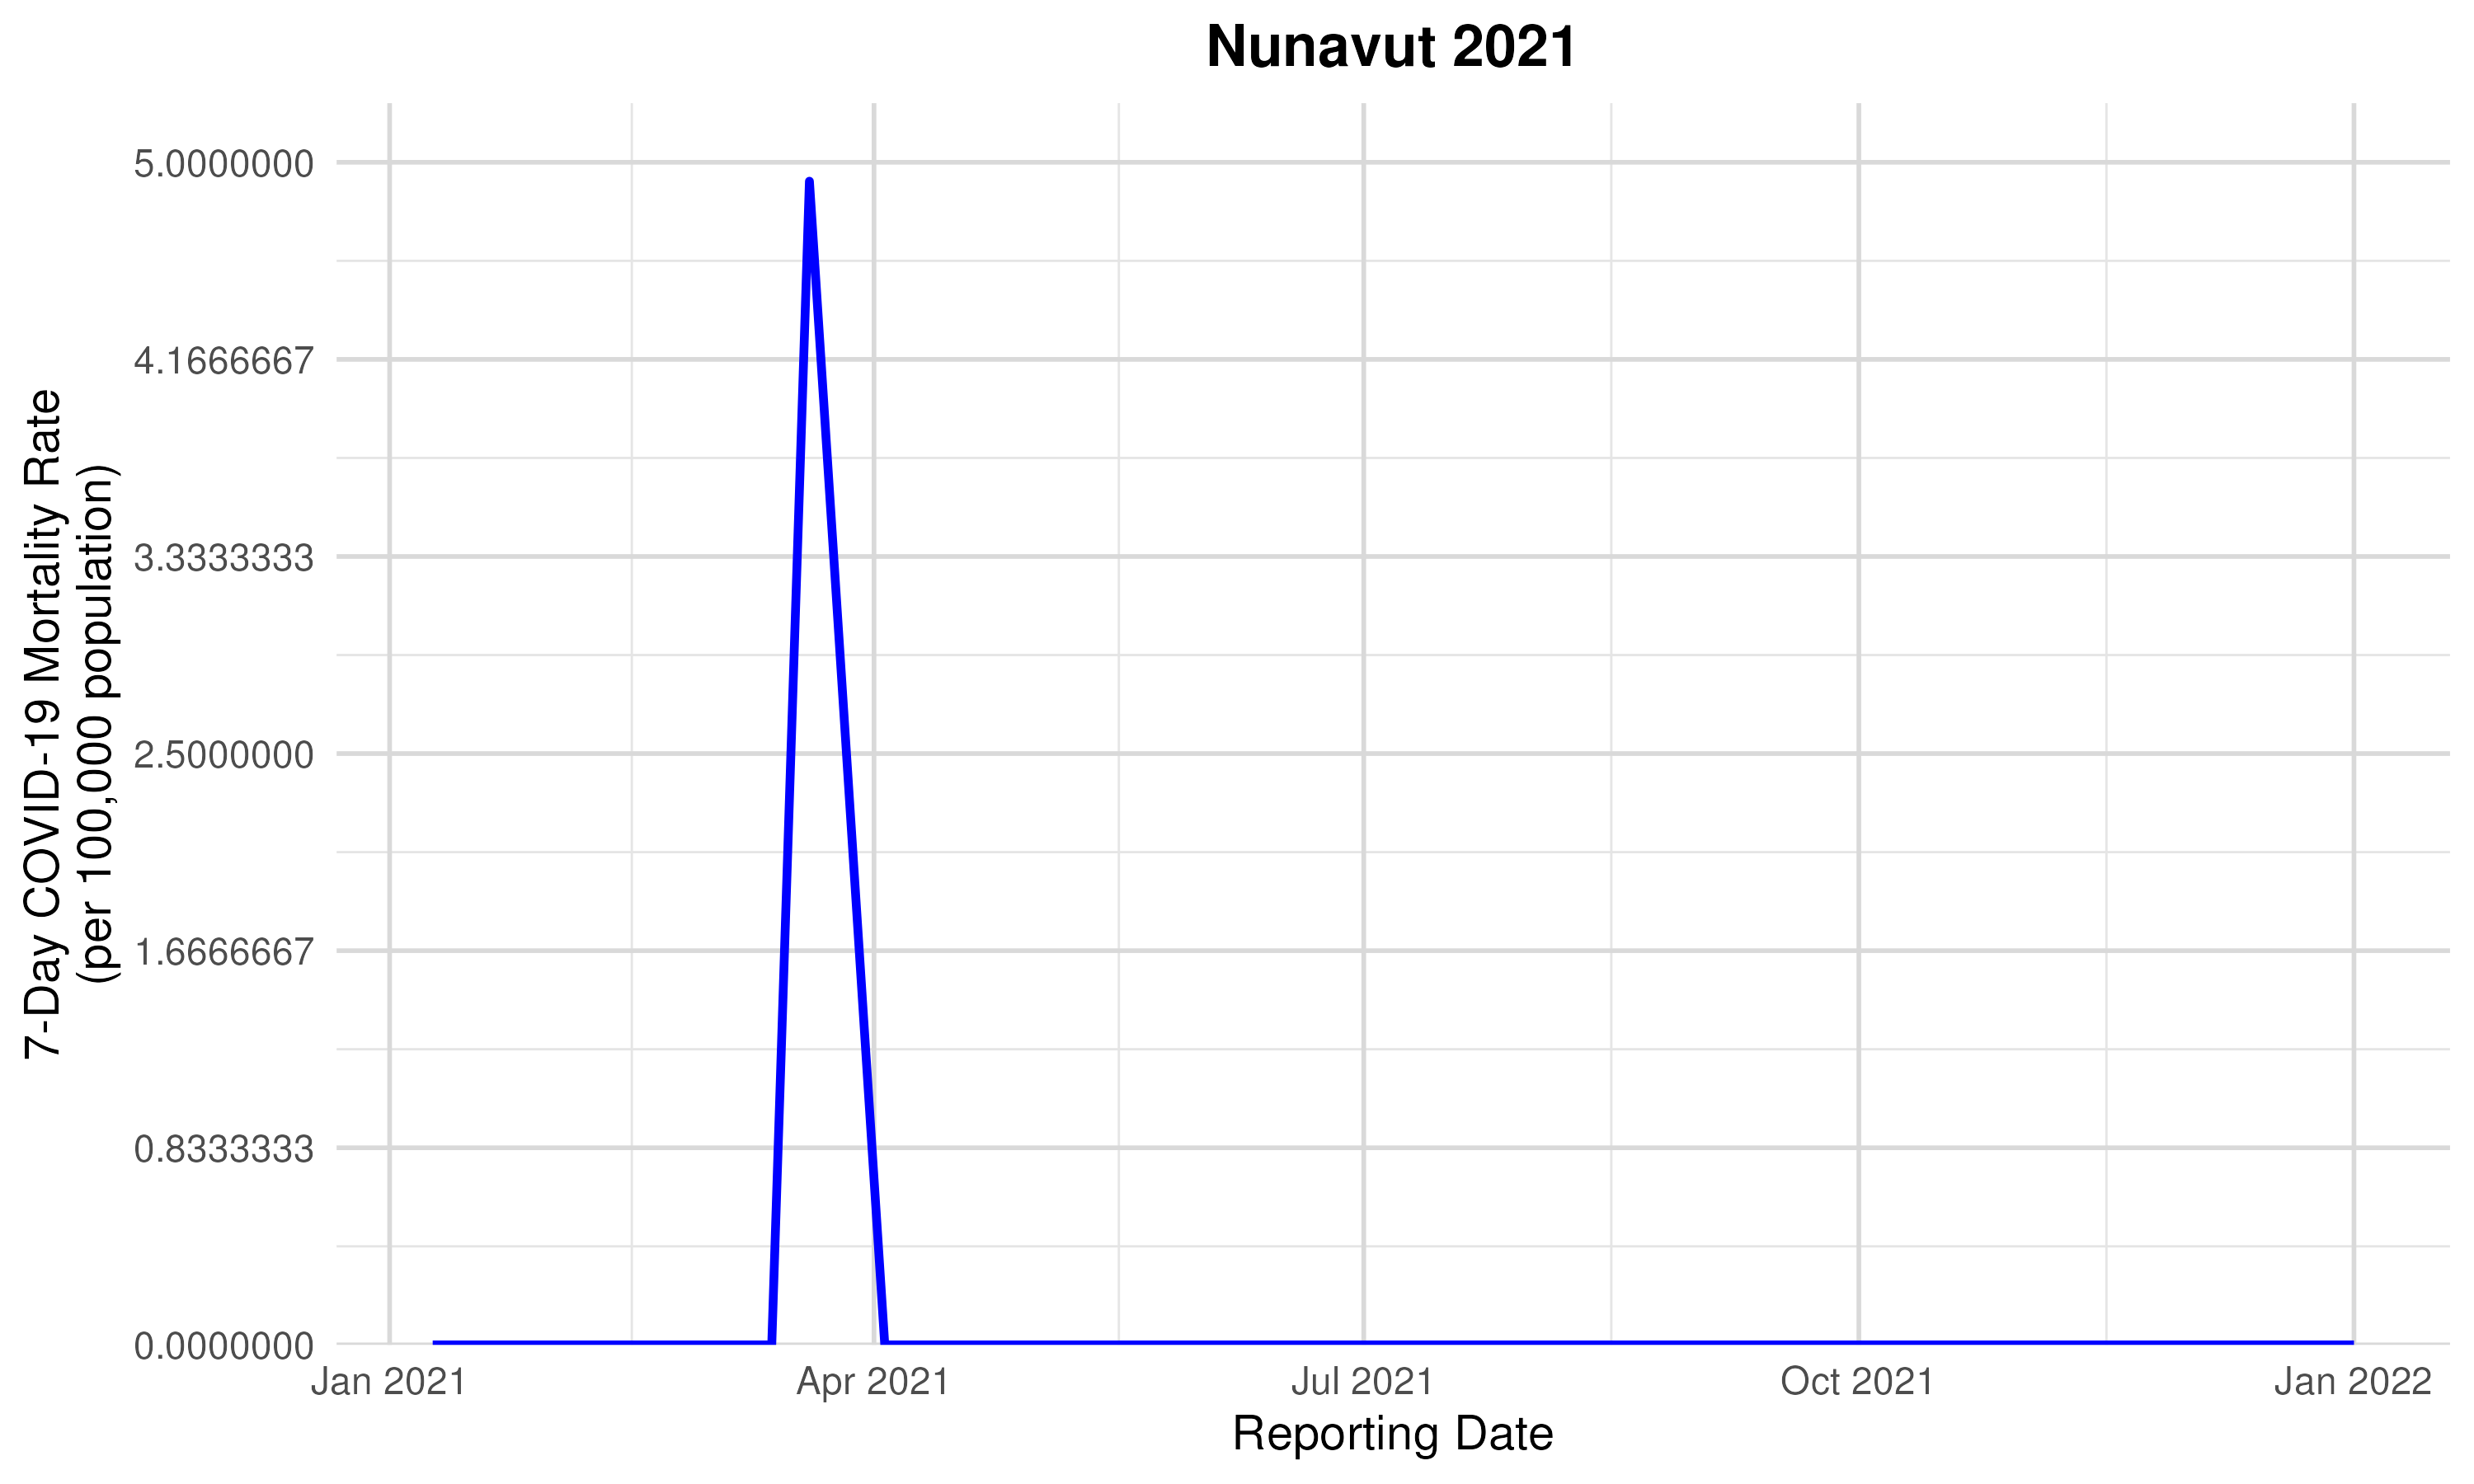 Nunavut 2021
7-Day COVID-19 Mortality Rate
(per 100,000 population)
5.0000000
4.1666667
3.3333333
2.5000000
1.6666667
0.8333333
0.0000000
Jan 2021 Apr 2021 Jul 2021 Oct 2021 Jan 2022
Reporting Date